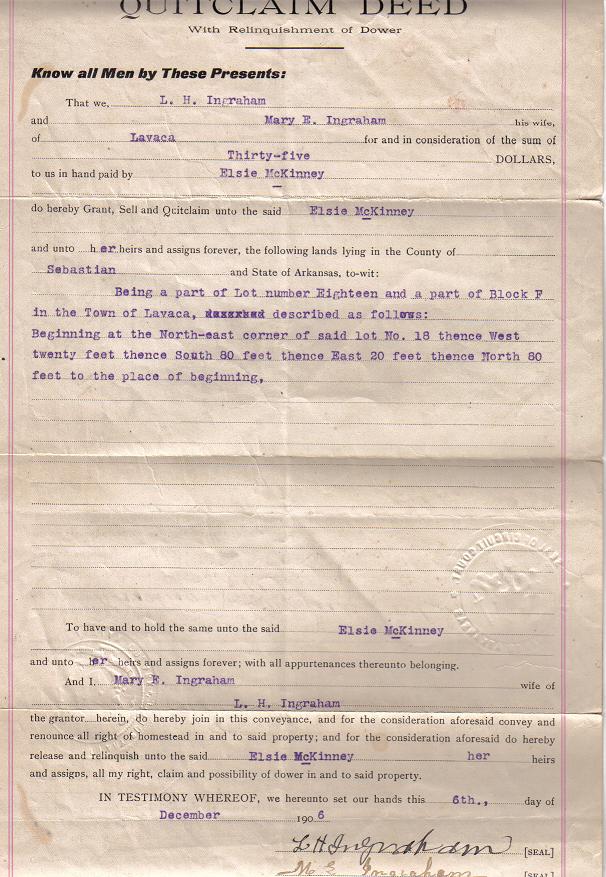 QUITCLAIM DEED
With Relinquishment of Dower
Know all Men by These Presents:
That we, L. H. Ingraham
and Mary E. Ingraham his wife,
of Lavaca for and in consideration of the sum of
Thirty-five DOLLARS,
to us in hand paid by Elsie McKinney
do hereby Grant, Sell and Quitclaim unto the said Elsie McKinney
and unto her heirs and assigns forever, the following lands lying in the County of
Sebastian and State of Arkansas, to-wit:
Being a part of Lot number Eighteen and a part of Block F
in the Town of Lavaca, described as follows:
Beginning at the North-east corner of said lot No. 18 thence West
twenty feet thence South 80 feet thence East 20 feet thence North 80
feet to the place of beginning,
To have and to hold the same unto the said Elsie McKinney
and unto her heirs and assigns forever; with all appurtenances thereunto belonging.
And I, Mary E. Ingraham wife of
L. H. Ingraham
the grantor herein, do hereby join in this conveyance, and for the consideration aforesaid convey and
renounce all right of homestead in and to said property; and for the consideration aforesaid do hereby
release and relinquish unto the said Elsie McKinney her heirs
and assigns, all my right, claim and possibility of dower in and to said property.
IN TESTIMONY WHEREOF, we hereunto set our hands this 6th., day of
December 1906
L H Ingraham [SEAL]
M. E. Ingraham [SEAL]